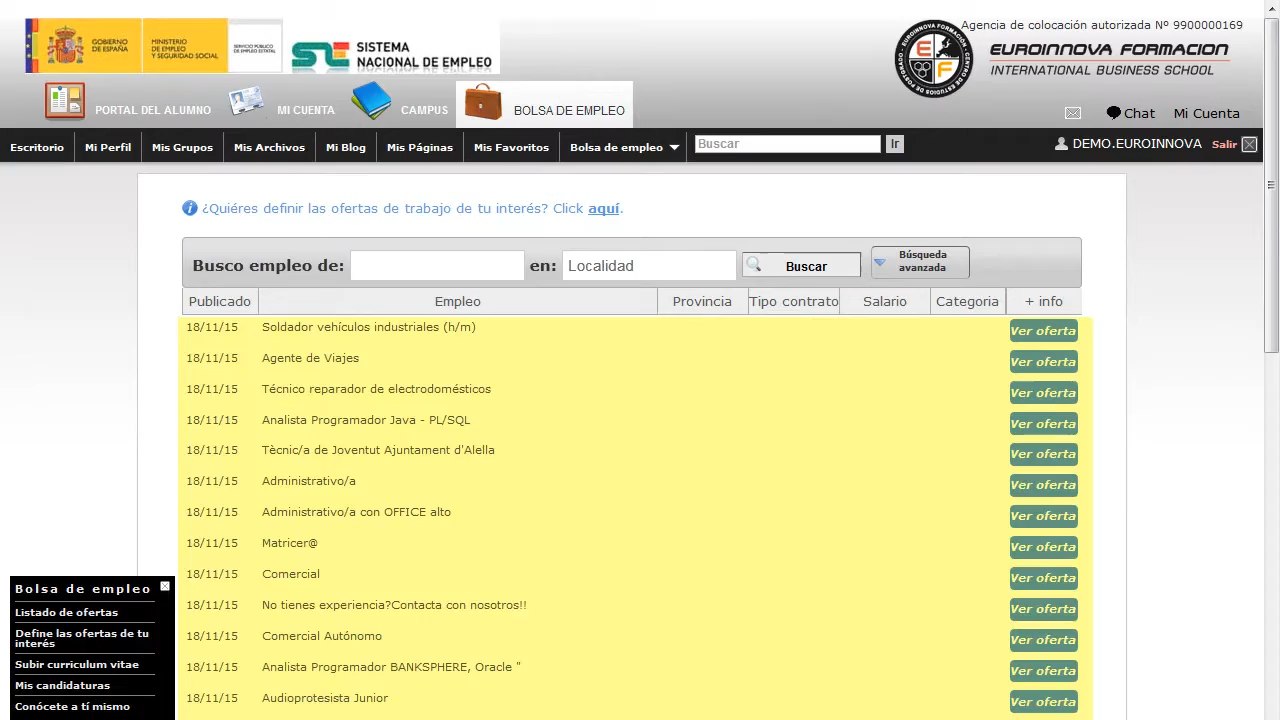 GOBIERNO DE ESPAÑA
MINISTERIO DE EMPLEO Y SEGURIDAD SOCIAL
SERVICIO PÚBLICO DE EMPLEO ESTATAL
SISTEMA NACIONAL DE EMPLEO
Agencia de colocación autorizada Nº 9900000169
EUROINNOVA FORMACION
INTERNATIONAL BUSINESS SCHOOL
PORTAL DEL ALUMNO
MI CUENTA
CAMPUS
BOLSA DE EMPLEO
Chat
Mi Cuenta
Escritorio
Mi Perfil
Mis Grupos
Mis Archivos
Mi Blog
Mis Páginas
Mis Favoritos
Bolsa de empleo
Buscar
Ir
DEMO.EUROINNOVA
Salir
¿Quiéres definir las ofertas de trabajo de tu interés? Click aquí.
Busco empleo de:
en:
Localidad
Buscar
Búsqueda avanzada
Publicado Empleo Provincia Tipo contrato Salario Categoria + info
18/11/15 Soldador vehículos industriales (h/m) Ver oferta
18/11/15 Agente de Viajes Ver oferta
18/11/15 Técnico reparador de electrodomésticos Ver oferta
18/11/15 Analista Programador Java - PL/SQL Ver oferta
18/11/15 Tècnic/a de Joventut Ajuntament d'Alella Ver oferta
18/11/15 Administrativo/a Ver oferta
18/11/15 Administrativo/a con OFFICE alto Ver oferta
18/11/15 Matricer@ Ver oferta
18/11/15 Comercial Ver oferta
18/11/15 No tienes experiencia?Contacta con nosotros!! Ver oferta
18/11/15 Comercial Autónomo Ver oferta
18/11/15 Analista Programador BANKSPHERE, Oracle " Ver oferta
18/11/15 Audioprotesista Junior Ver oferta
Bolsa de empleo
Listado de ofertas
Define las ofertas de tu
interés
Subir curriculum vitae
Mis candidaturas
Conócete a tí mismo